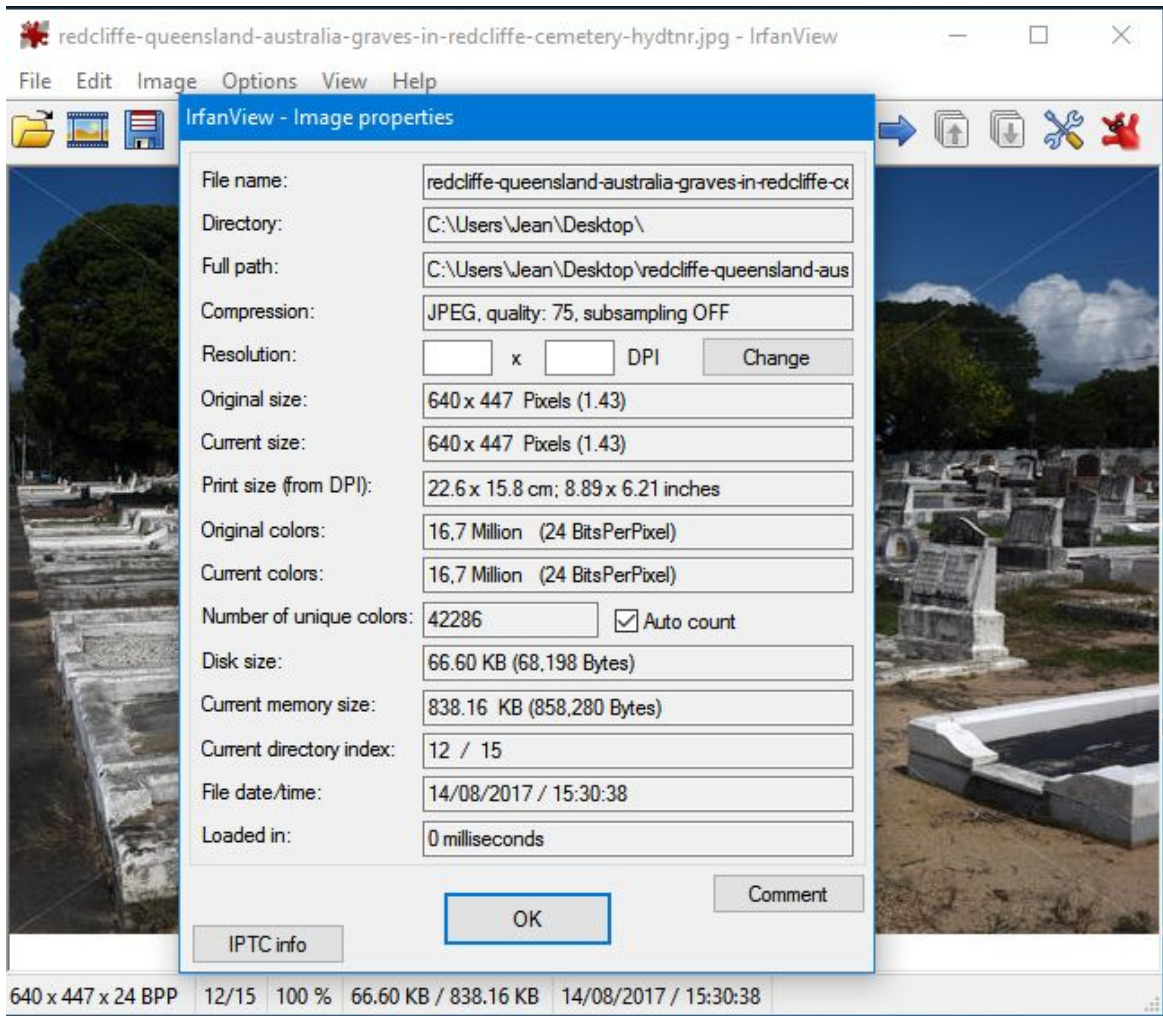 redcliffe-queensland-australia-graves-in-redcliffe-cemetery-hydtnr.jpg - IrfanView
File Edit Image Options View Help
IrfanView - Image properties
File name: redcliffe-queensland-australia-graves-in-redcliffe-ce
Directory: C:\Users\Jean\Desktop\
Full path: C:\Users\Jean\Desktop\redcliffe-queensland-aus
Compression: JPEG, quality: 75, subsampling OFF
Resolution: x DPI Change
Original size: 640 x 447 Pixels (1.43)
Current size: 640 x 447 Pixels (1.43)
Print size (from DPI): 22.6 x 15.8 cm; 8.89 x 6.21 inches
Original colors: 16,7 Million (24 BitsPerPixel)
Current colors: 16,7 Million (24 BitsPerPixel)
Number of unique colors: 42286 Auto count
Disk size: 66.60 KB (68,198 Bytes)
Current memory size: 838.16 KB (858,280 Bytes)
Current directory index: 12 / 15
File date/time: 14/08/2017 / 15:30:38
Loaded in: 0 milliseconds
Comment
OK
IPTC info
640 x 447 x 24 BPP 12/15 100 % 66.60 KB / 838.16 KB 14/08/2017 / 15:30:38